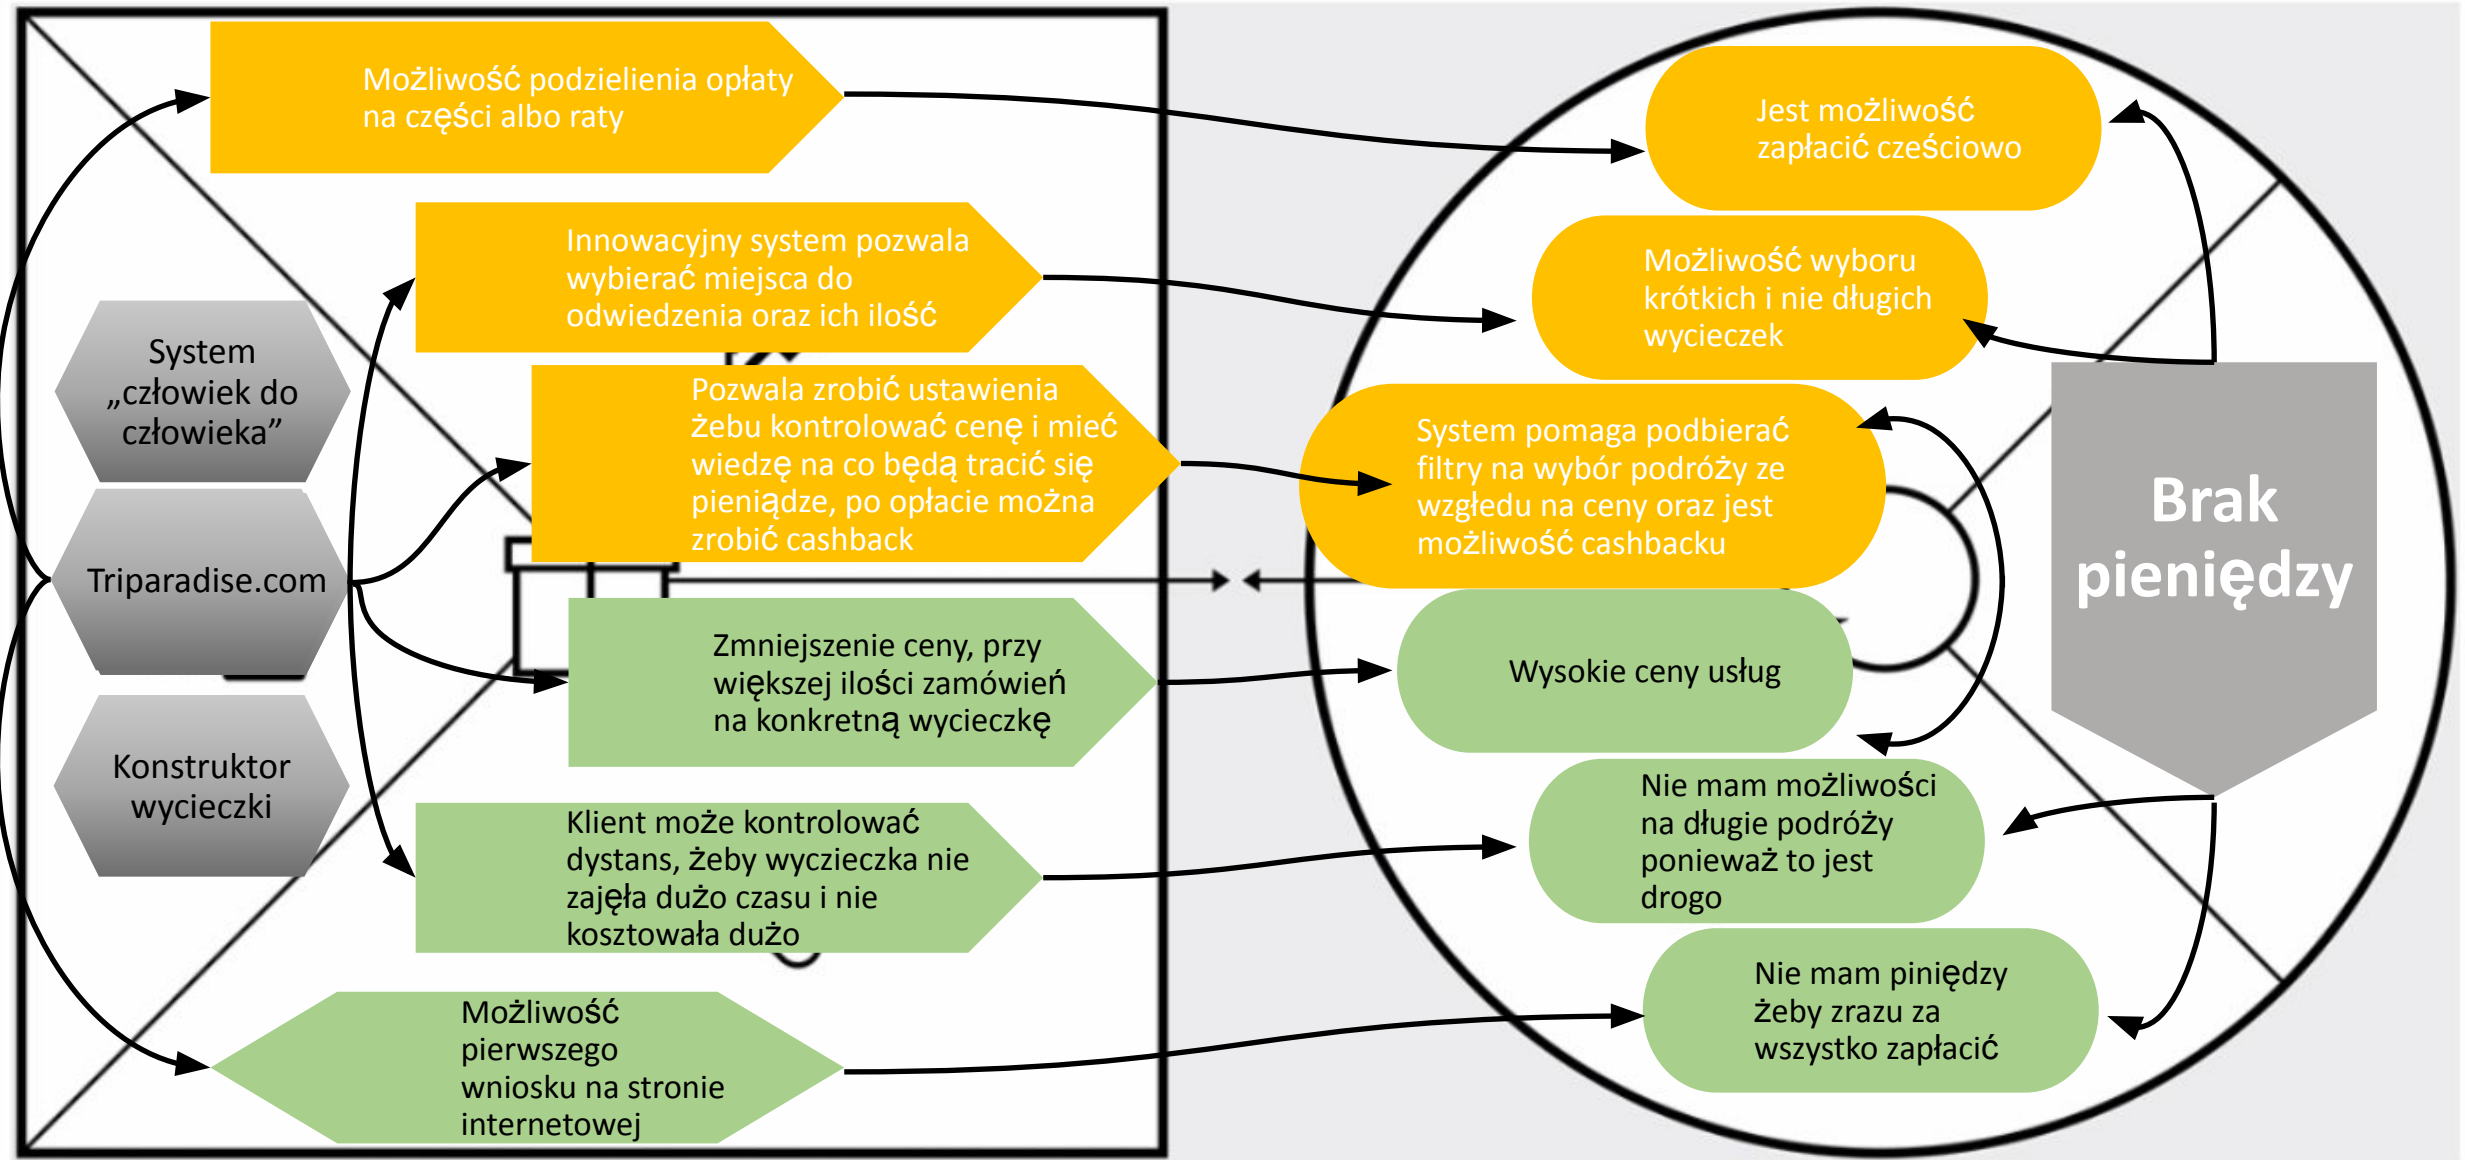 Możliwość podzielienia opłaty
na części albo raty
Innowacyjny system pozwala
wybierać miejsca do
odwiedzenia oraz ich ilość
Pozwala zrobić ustawienia
żebu kontrolować cenę i mieć
wiedzę na co będą tracić się
pieniądze, po opłacie można
zrobić cashback
System
„człowiek do
człowieka”
Triparadise.com
Konstruktor
wycieczki
Zmniejszenie ceny, przy
większej ilości zamówień
na konkretną wycieczkę
Klient może kontrolować
dystans, żeby wyczieczka nie
zajęła dużo czasu i nie
kosztowała dużo
Możliwość
pierwszego
wniosku na stronie
internetowej
Jest możliwość
zapłacić cześciowo
Możliwość wyboru
krótkich i nie długich
wycieczek
System pomaga podbierać
filtry na wybór podróży ze
wzgłedu na ceny oraz jest
możliwość cashbacku
Wysokie ceny usług
Nie mam możliwości
na długie podróży
ponieważ to jest
drogo
Nie mam piniędzy
żeby zrazu za
wszystko zapłacić
Brak
pieniędzy